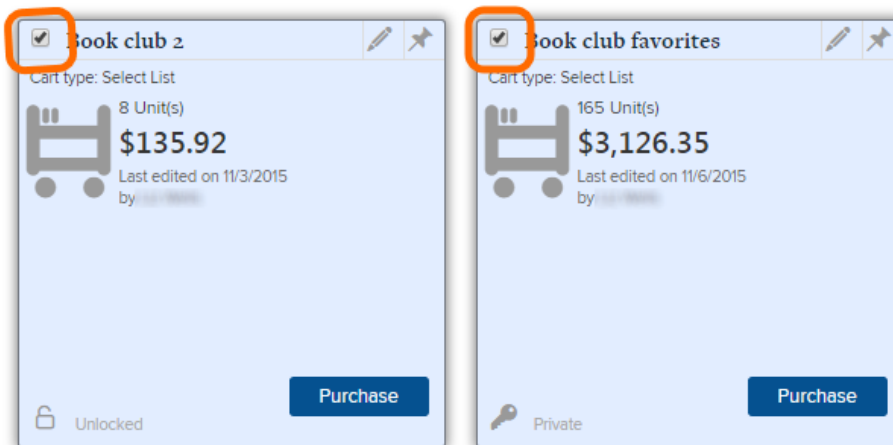 Book club 2
Cart type: Select List
8 Unit(s)
$135.92
Last edited on 11/3/2015
by
Purchase
Unlocked
Book club favorites
Cart type: Select List
165 Unit(s)
$3,126.35
Last edited on 11/6/2015
by
Purchase
Private